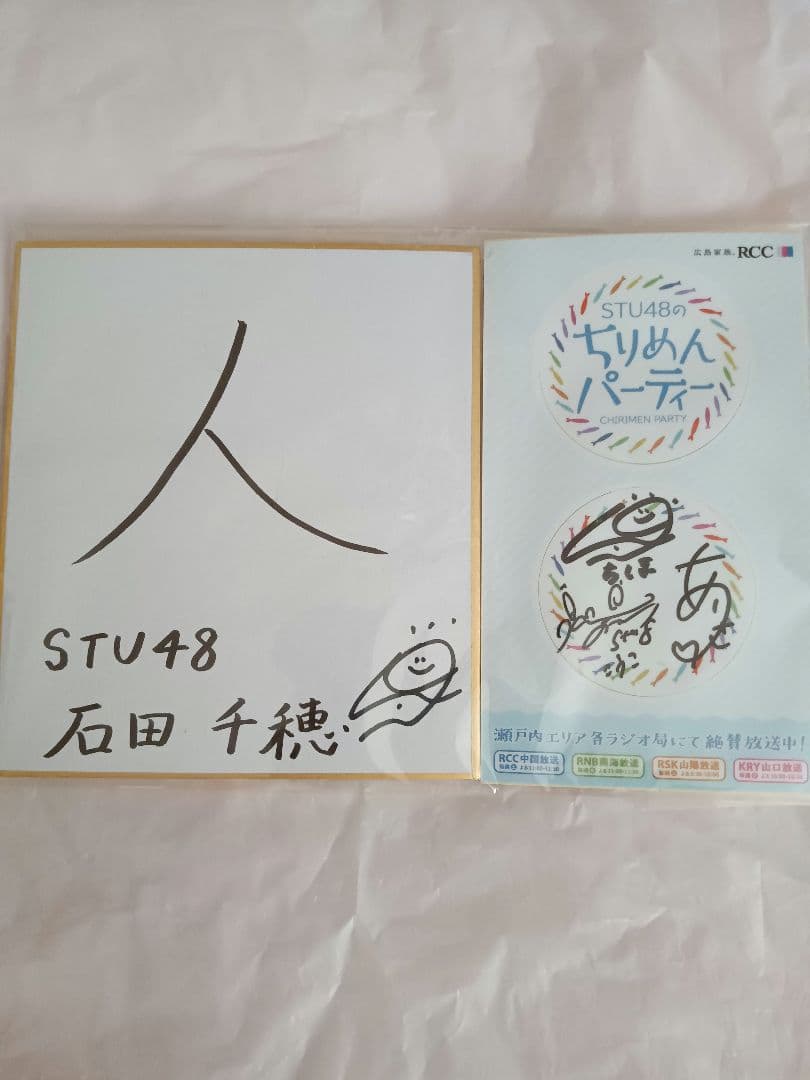 人
STU48
石田 千穂
広島家族。RCC
STU48の
ちりめん
パーティー
CHIRIMEN PARTY
ちほ
瀬戸内エリア各ラジオ局にて絶賛放送中!
RCC中国放送
RNB南海放送
RSK山陽放送
KRY山口放送